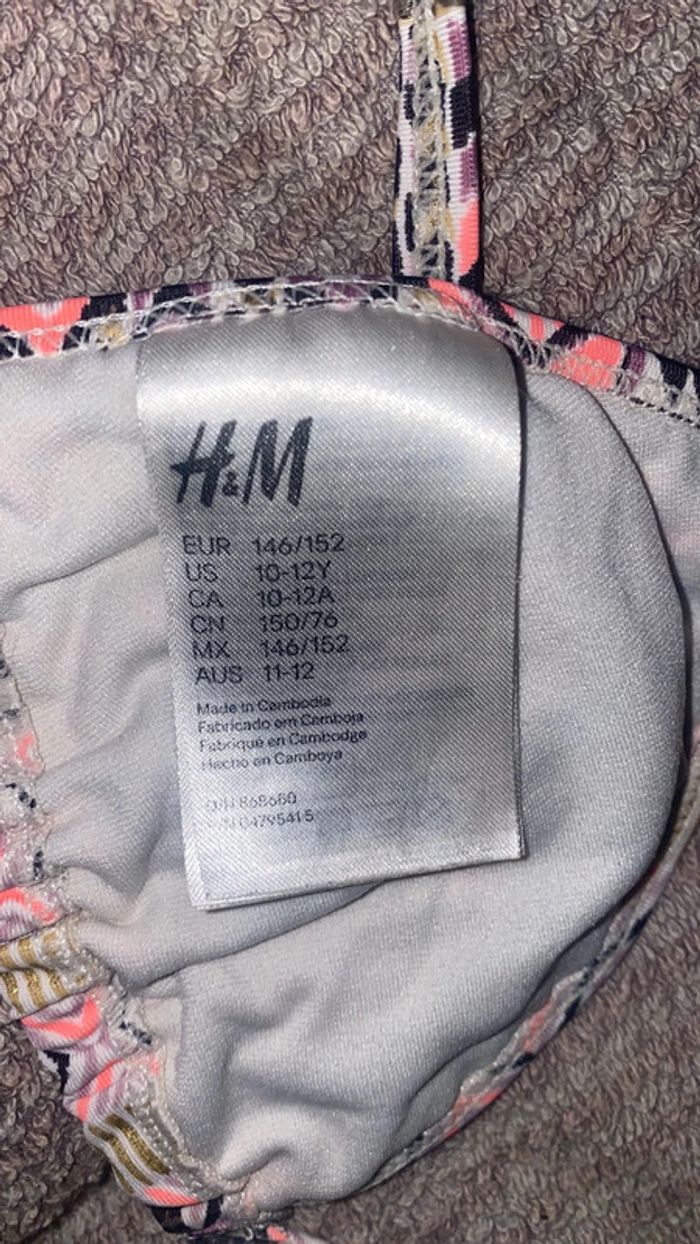 H&M
EUR 146/152
US 10-12Y
CA 10-12A
CN 150/76
MX 146/152
AUS 11-12
Made in Cambodia
Fabricado em Camboja
Fabriqué en Cambodge
Hecho en Camboya
O/N 868680